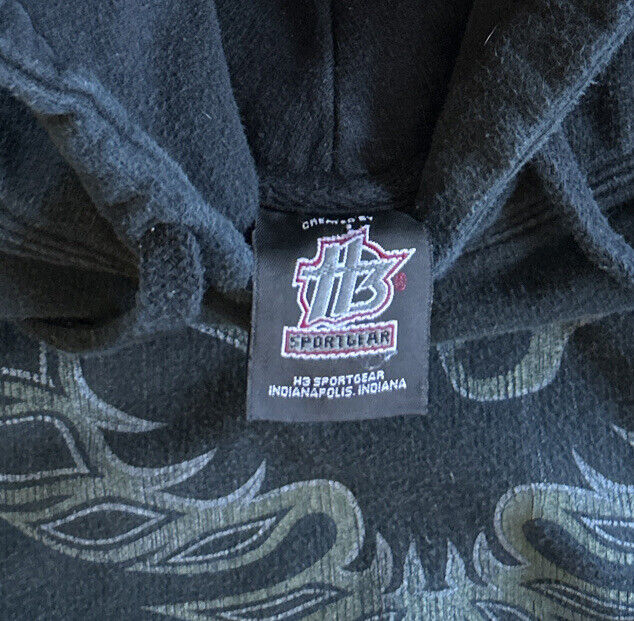 CREATED BY
H3
SPORTGEAR
H3 SPORTGEAR
INDIANAPOLIS, INDIANA